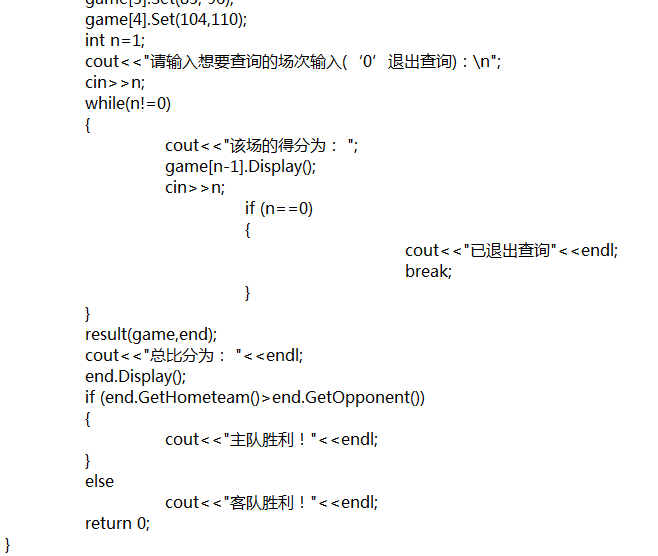 game[3].Set(85, 90);
game[4].Set(104,110);
int n=1;
cout<<"请输入想要查询的场次输入(‘0’退出查询)：\n";
cin>>n;
while(n!=0)
{
cout<<"该场的得分为： ";
game[n-1].Display();
cin>>n;
if (n==0)
{
cout<<"已退出查询"<<endl;
break;
}
}
result(game,end);
cout<<"总比分为： "<<endl;
end.Display();
if (end.GetHometeam()>end.GetOpponent())
{
cout<<"主队胜利！"<<endl;
}
else
cout<<"客队胜利！"<<endl;
return 0;
}